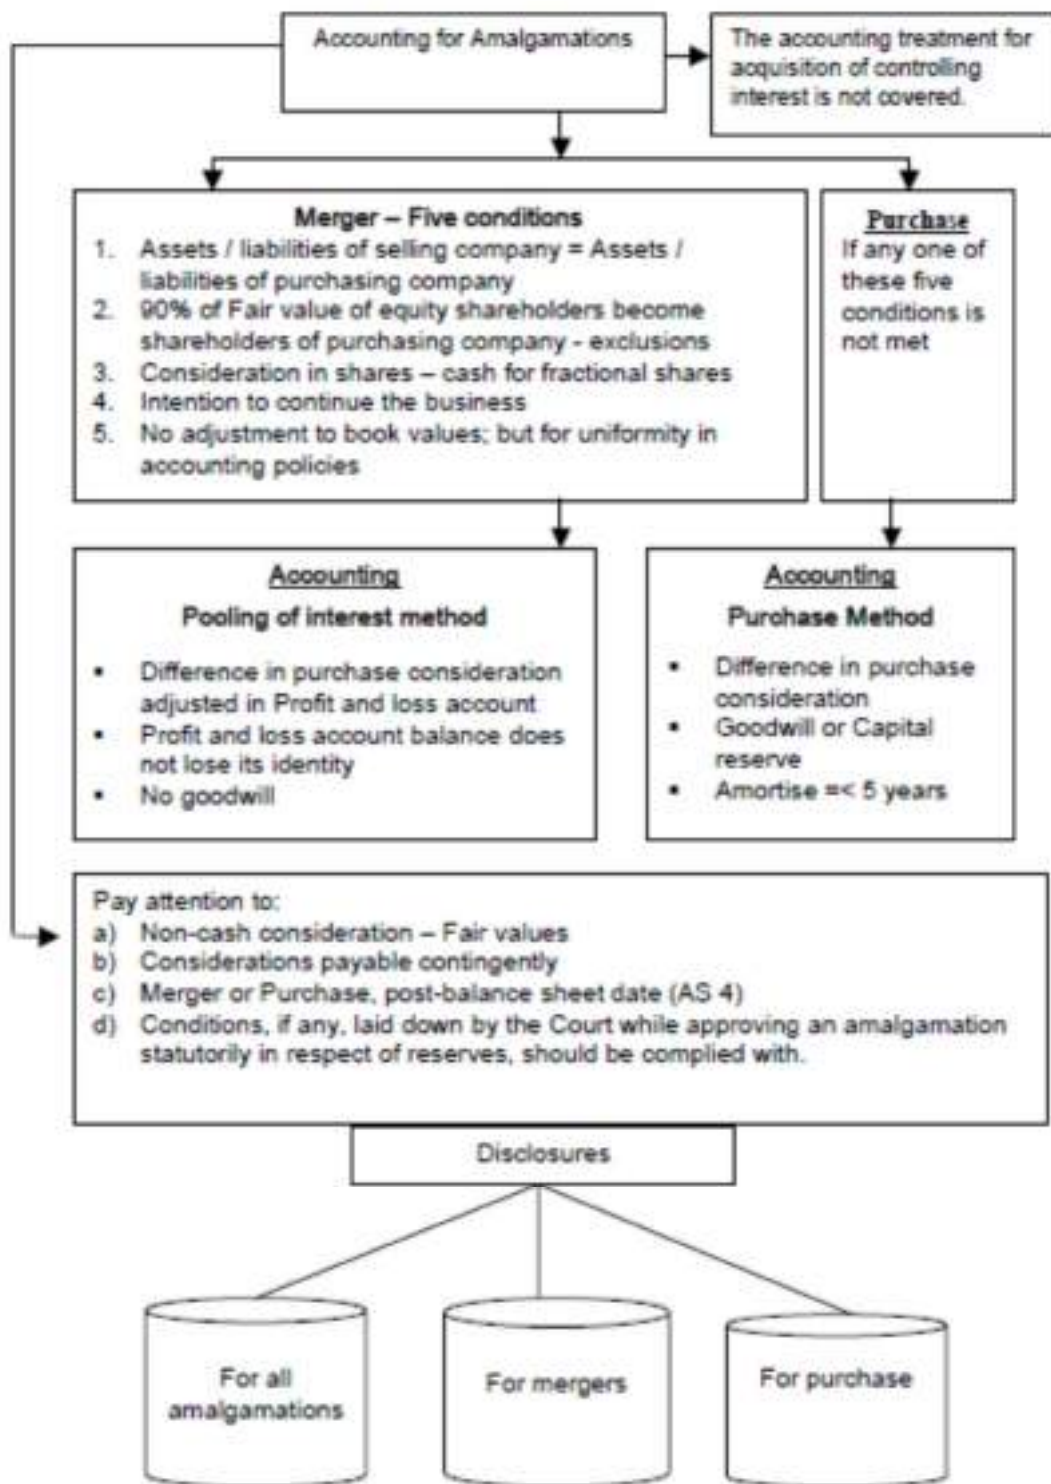 Accounting for Amalgamations
The accounting treatment for
acquisition of controlling
interest is not covered.
Merger – Five conditions
1. Assets / liabilities of selling company = Assets /
liabilities of purchasing company
2. 90% of Fair value of equity shareholders become
shareholders of purchasing company - exclusions
3. Consideration in shares – cash for fractional shares
4. Intention to continue the business
5. No adjustment to book values; but for uniformity in
accounting policies
Purchase
If any one of
these five
conditions is
not met
Accounting
Pooling of interest method
▪ Difference in purchase consideration
adjusted in Profit and loss account
▪ Profit and loss account balance does
not lose its identity
▪ No goodwill
Accounting
Purchase Method
▪ Difference in purchase
consideration
▪ Goodwill or Capital
reserve
▪ Amortise =< 5 years
Pay attention to:
a) Non-cash consideration – Fair values
b) Considerations payable contingently
c) Merger or Purchase, post-balance sheet date (AS 4)
d) Conditions, if any, laid down by the Court while approving an amalgamation
statutorily in respect of reserves, should be complied with.
Disclosures
For all
amalgamations
For mergers
For purchase